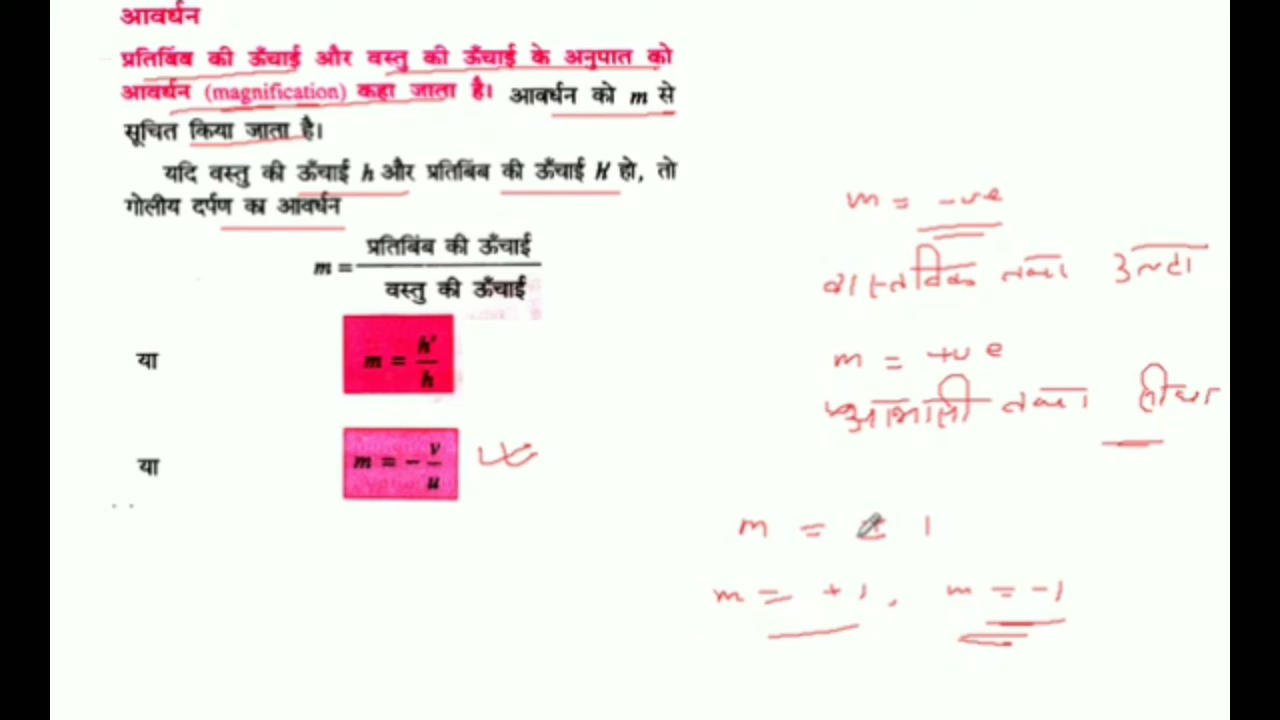 आवर्धन
प्रतिबिंब की ऊँचाई और वस्तु की ऊँचाई के अनुपात को
आवर्धन (magnification) कहा जाता है। आवर्धन को m से
सूचित किया जाता है।
यदि वस्तु की ऊँचाई h और प्रतिबिंब की ऊँचाई H' हो, तो
गोलीय दर्पण का आवर्धन
m = प्रतिबिंब की ऊँचाई
वस्तु की ऊँचाई
या m = h'/h
या m = - v/u
m = -ve
वास्तविक तथा उल्टा
m = +ve
आभासी तथा सीधा
m = ± 1
m = +1, m = -1